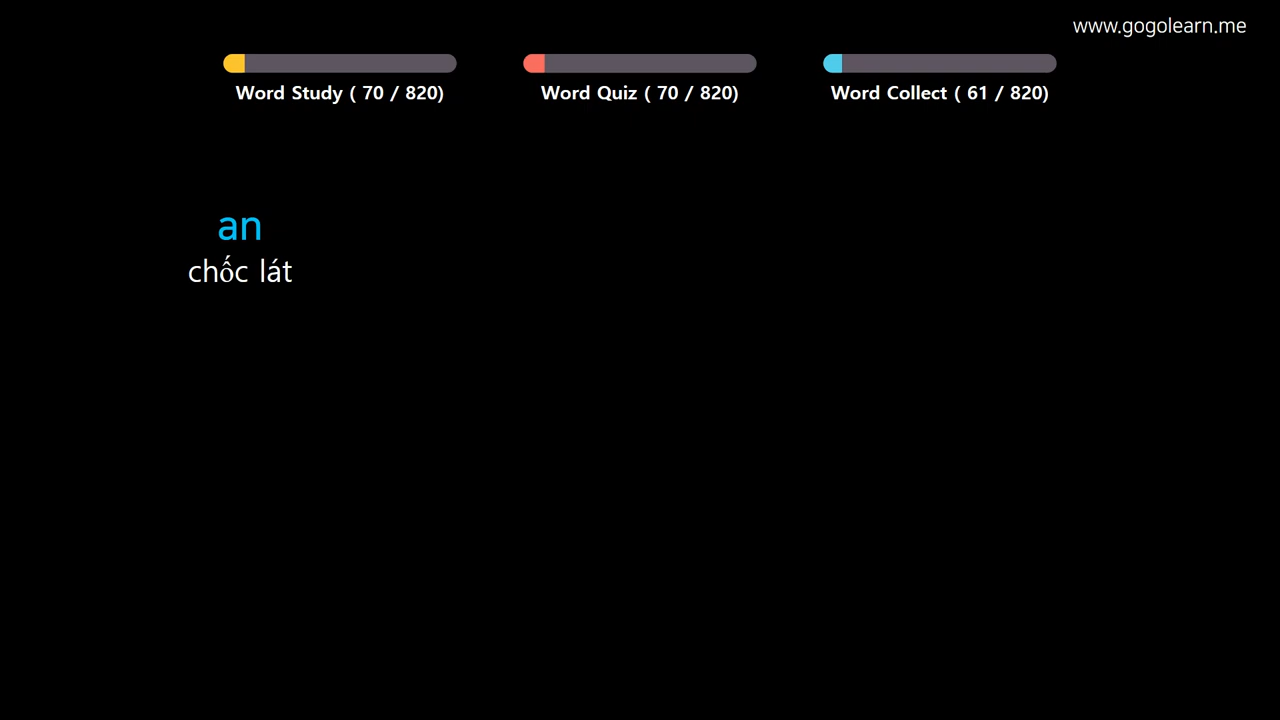 www.gogolearn.me
Word Study ( 70 / 820)
Word Quiz ( 70 / 820)
Word Collect ( 61 / 820)
an
chốc lát